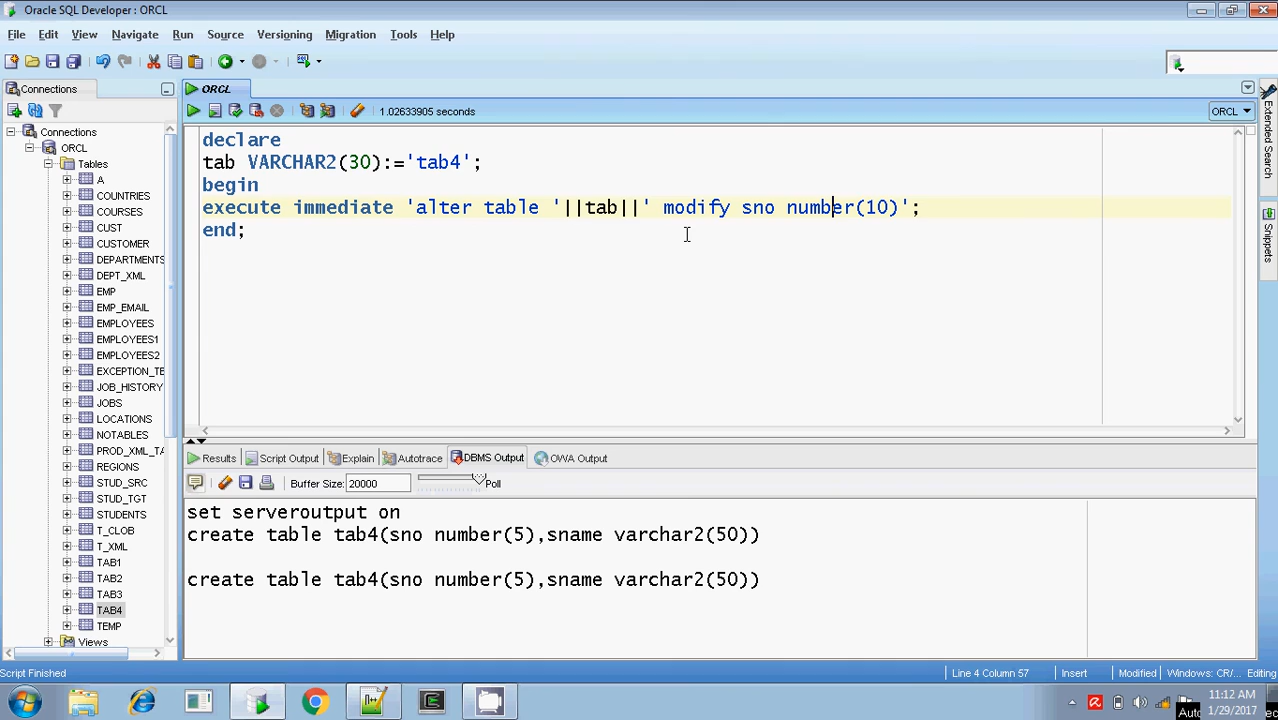 Oracle SQL Developer : ORCL
File Edit View Navigate Run Source Versioning Migration Tools Help
Connections
Connections
ORCL
Tables
A
COUNTRIES
COURSES
CUST
CUSTOMER
DEPARTMENTS
DEPT_XML
EMP
EMP_EMAIL
EMPLOYEES
EMPLOYEES1
EMPLOYEES2
EXCEPTION_TE
JOB_HISTORY
JOBS
LOCATIONS
NOTABLES
PROD_XML_TA
REGIONS
STUD_SRC
STUD_TGT
STUDENTS
T_CLOB
T_XML
TAB1
TAB2
TAB3
TAB4
TEMP
Views
ORCL
1.02633905 seconds
ORCL
declare
tab VARCHAR2(30):='tab4';
begin
execute immediate 'alter table '||tab||' modify sno number(10)';
end;
Results Script Output Explain Autotrace DBMS Output OWA Output
Buffer Size: 20000 Poll
set serveroutput on
create table tab4(sno number(5),sname varchar2(50))
create table tab4(sno number(5),sname varchar2(50))
Extended Search
Snippets
Script Finished
Line 4 Column 57 Insert Modified Windows: CR/... Editing
11:12 AM
1/29/2017